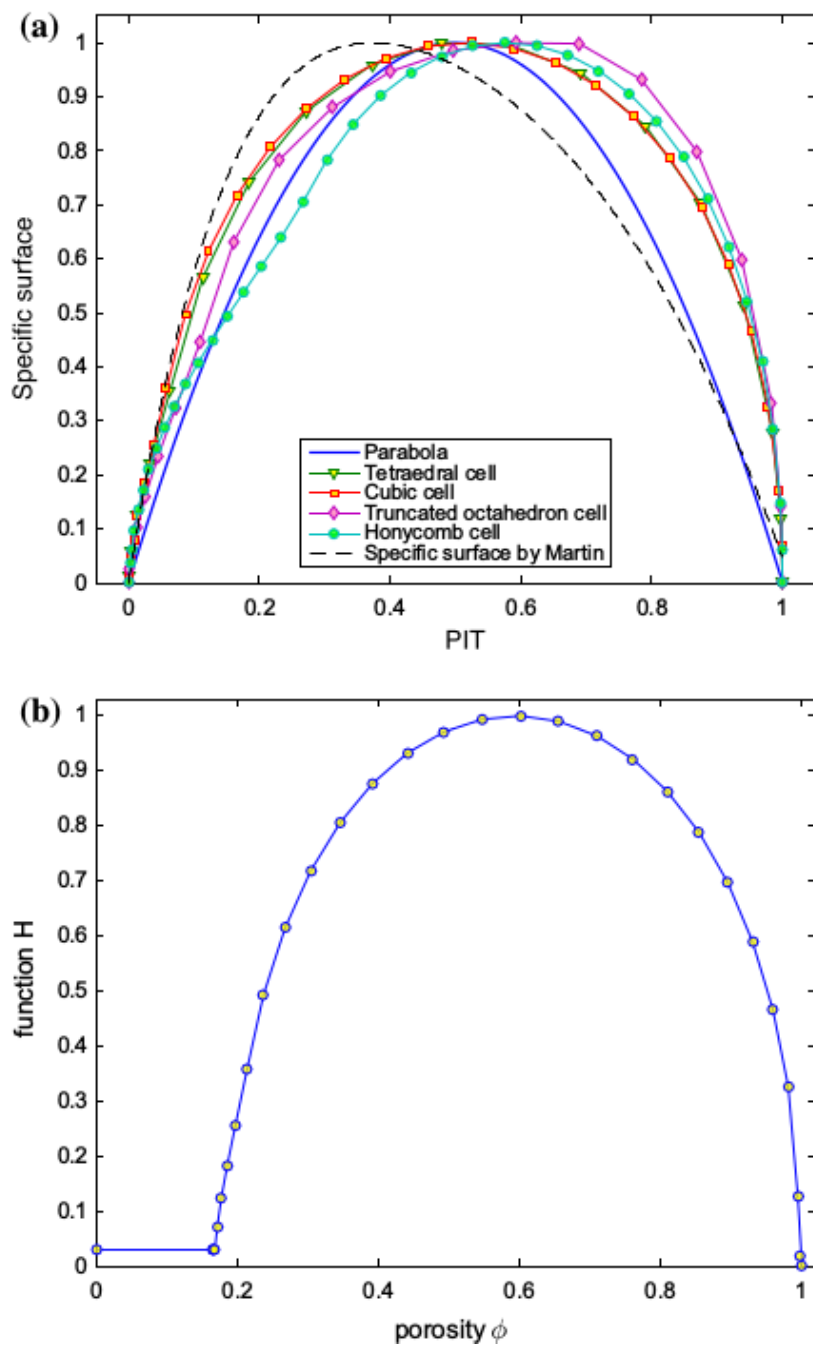 (a)
1
0.9
0.8
0.7
0.6
0.5
0.4
0.3
0.2
0.1
0
Specific surface
Parabola
Tetraedral cell
Cubic cell
Truncated octahedron cell
Honycomb cell
Specific surface by Martin
0 0.2 0.4 0.6 0.8 1
PIT
(b)
1
0.9
0.8
0.7
0.6
0.5
0.4
0.3
0.2
0.1
0
function H
0 0.2 0.4 0.6 0.8 1
porosity ϕ